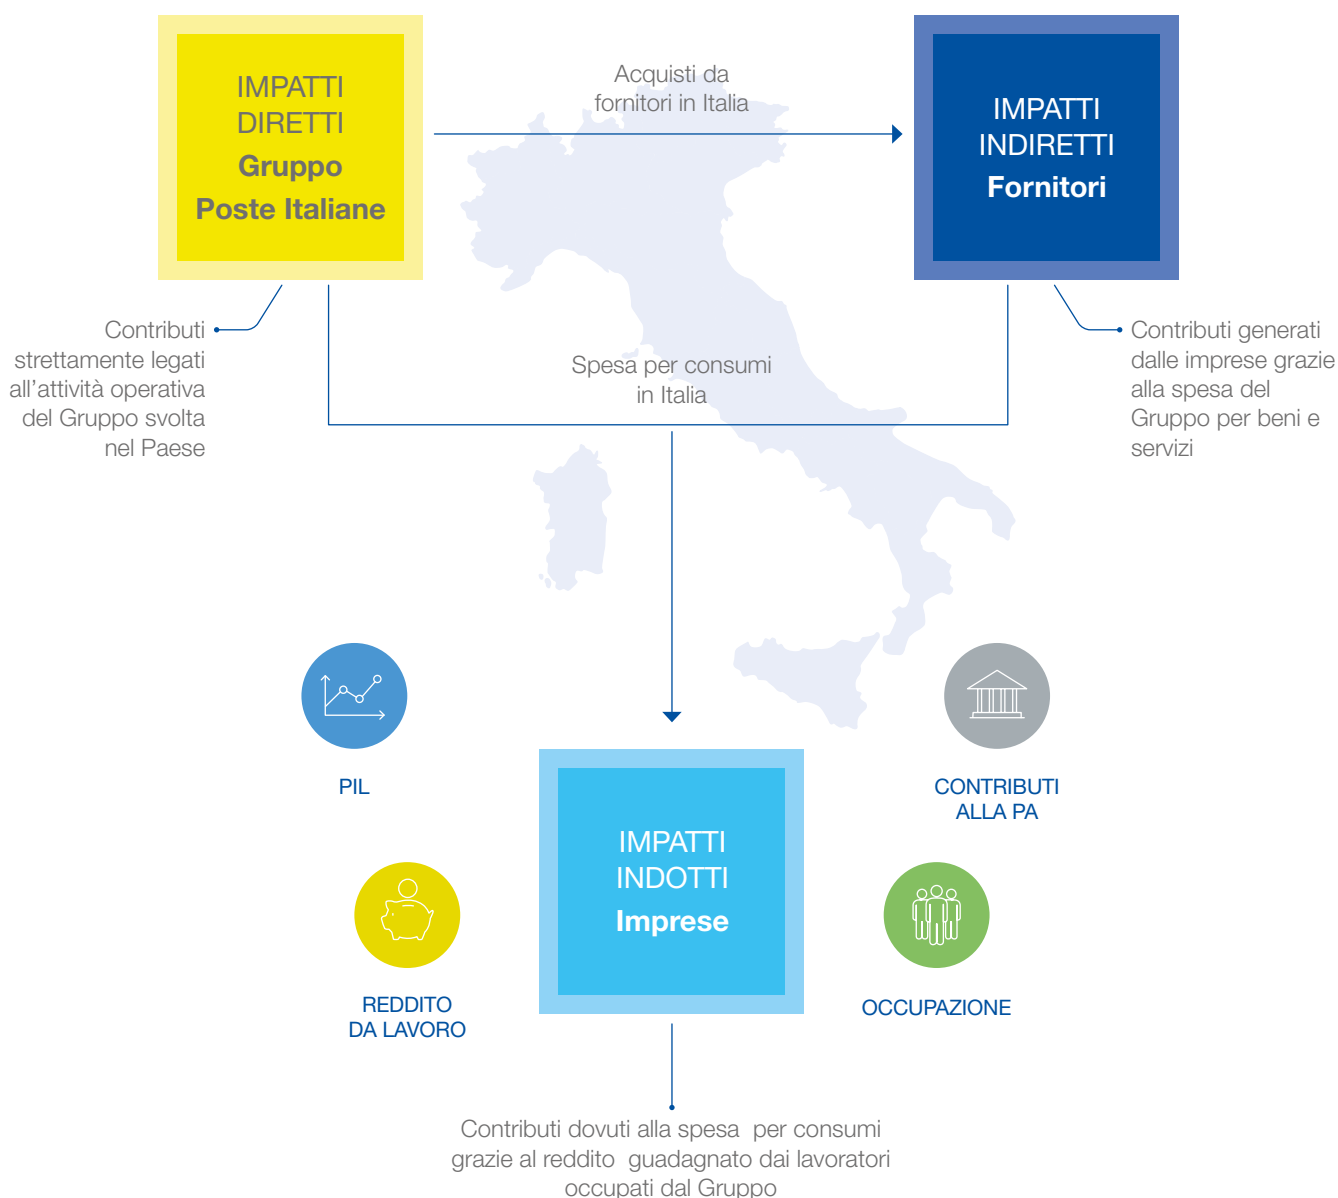 IMPATTI
DIRETTI
Gruppo
Poste Italiane
Acquisti da
fornitori in Italia
IMPATTI
INDIRETTI
Fornitori
Contributi
strettamente legati
all'attività operativa
del Gruppo svolta
nel Paese
Spesa per consumi
in Italia
Contributi generati
dalle imprese grazie
alla spesa del
Gruppo per beni e
servizi
PIL
CONTRIBUTI
ALLA PA
IMPATTI
INDOTTI
Imprese
REDDITO
DA LAVORO
OCCUPAZIONE
Contributi dovuti alla spesa per consumi
grazie al reddito guadagnato dai lavoratori
occupati dal Gruppo